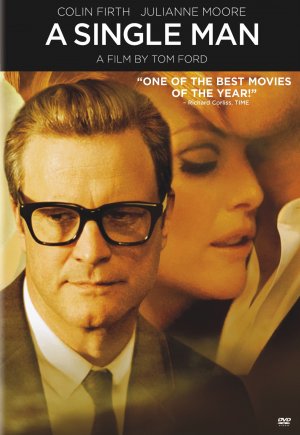 COLIN FIRTH JULIANNE MOORE
A SINGLE MAN
A FILM BY TOM FORD
“ONE OF THE BEST MOVIES
OF THE YEAR!”
– Richard Corliss, TIME
DVD